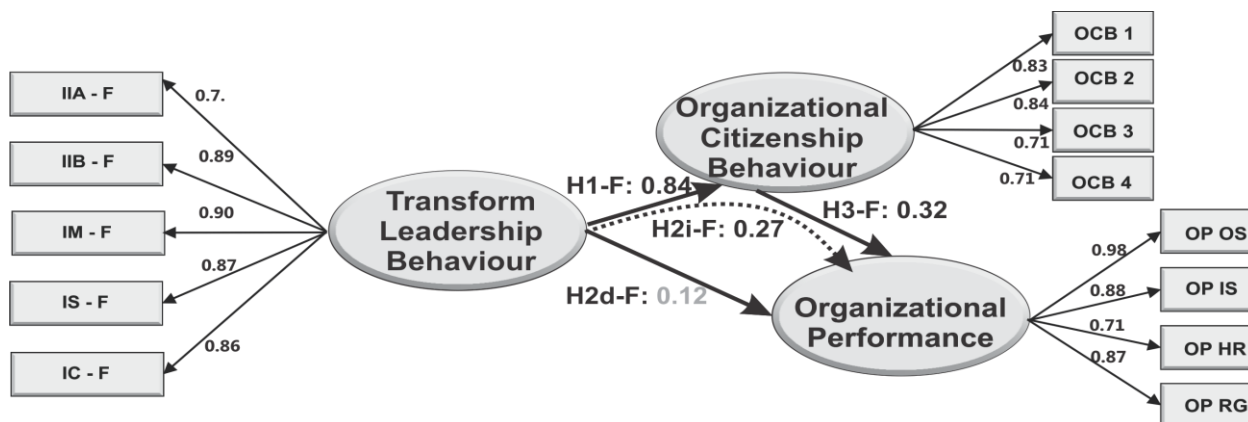 IIA - F
IIB - F
IM - F
IS - F
IC - F
0.7.
0.89
0.90
0.87
0.86
Transform
Leadership
Behaviour
H1-F: 0.84
H2i-F: 0.27
H2d-F: 0.12
Organizational
Citizenship
Behaviour
H3-F: 0.32
Organizational
Performance
0.83
0.84
0.71
0.71
OCB 1
OCB 2
OCB 3
OCB 4
0.98
0.88
0.71
0.87
OP OS
OP IS
OP HR
OP RG